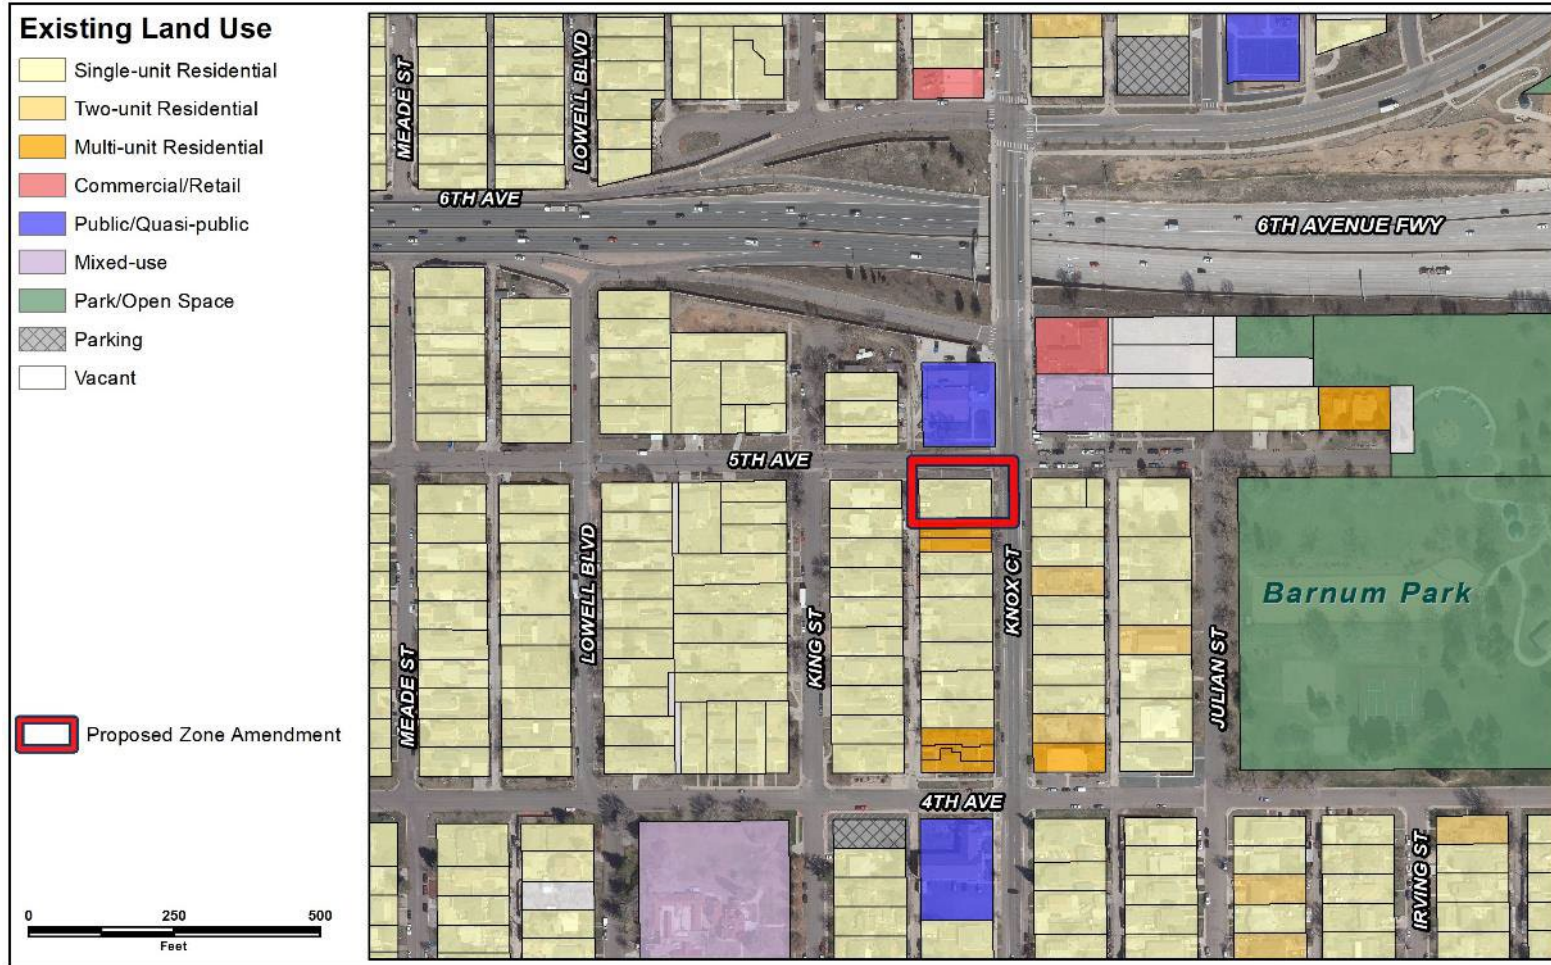 Existing Land Use
Single-unit Residential
Two-unit Residential
Multi-unit Residential
Commercial/Retail
Public/Quasi-public
Mixed-use
Park/Open Space
Parking
Vacant
Proposed Zone Amendment
0 250 500
Feet
MEADE ST
LOWELL BLVD
6TH AVE
6TH AVENUE FWY
5TH AVE
LOWELL BLVD
MEADE ST
KING ST
KNOX CT
JULIAN ST
Barnum Park
4TH AVE
IRVING ST